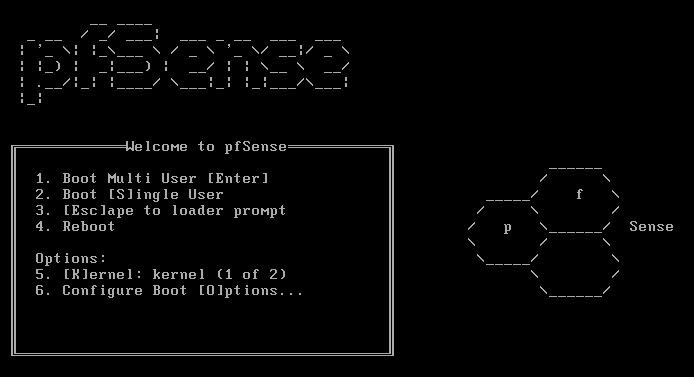 pfSense
Welcome to pfSense
1. Boot Multi User [Enter]
2. Boot [S]ingle User
3. [Esc]ape to loader prompt
4. Reboot
Options:
5. [K]ernel: kernel (1 of 2)
6. Configure Boot [O]ptions...
f
p
Sense